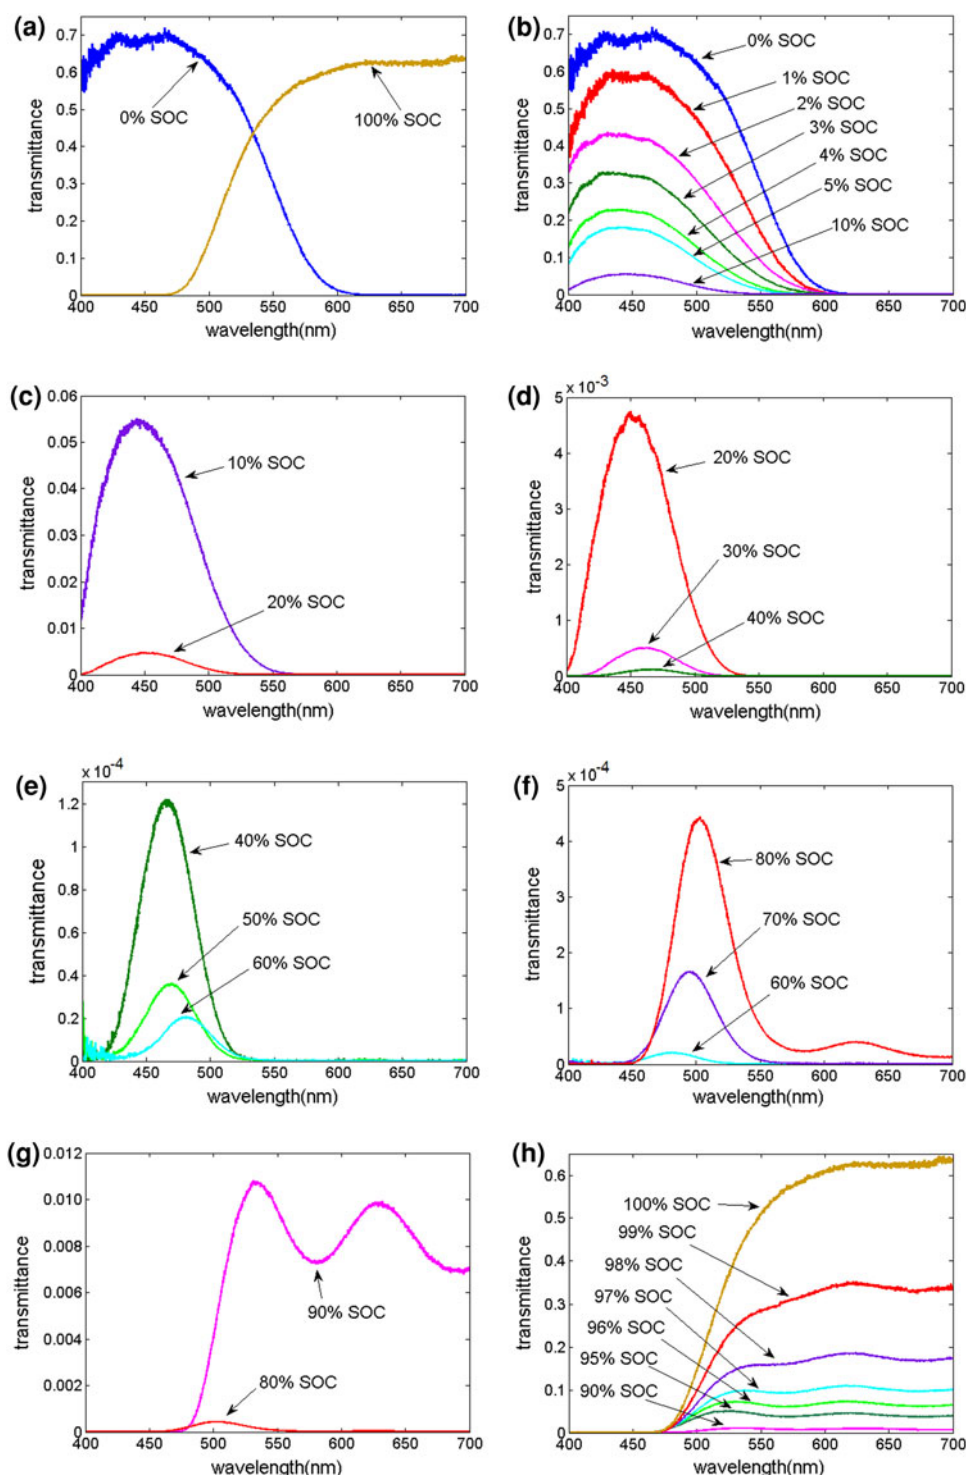 (a)
0.7
0.6
0.5
0.4
0.3
0.2
0.1
0
transmittance
0% SOC
100% SOC
400 450 500 550 600 650 700
wavelength(nm)
(b)
0.7
0.6
0.5
0.4
0.3
0.2
0.1
0
transmittance
0% SOC
1% SOC
2% SOC
3% SOC
4% SOC
5% SOC
10% SOC
400 450 500 550 600 650 700
wavelength(nm)
(c)
0.06
0.05
0.04
0.03
0.02
0.01
0
transmittance
10% SOC
20% SOC
400 450 500 550 600 650 700
wavelength(nm)
(d)
x 10⁻³
5
4
3
2
1
0
transmittance
20% SOC
30% SOC
40% SOC
400 450 500 550 600 650 700
wavelength(nm)
(e)
x 10⁻⁴
1.2
1
0.8
0.6
0.4
0.2
0
transmittance
40% SOC
50% SOC
60% SOC
400 450 500 550 600 650 700
wavelength(nm)
(f)
x 10⁻⁴
5
4
3
2
1
0
transmittance
80% SOC
70% SOC
60% SOC
400 450 500 550 600 650 700
wavelength(nm)
(g)
0.012
0.010
0.008
0.006
0.004
0.002
0.000
transmittance
90% SOC
80% SOC
400 450 500 550 600 650 700
wavelength(nm)
(h)
0.6
0.5
0.4
0.3
0.2
0.1
0
transmittance
100% SOC
99% SOC
98% SOC
97% SOC
96% SOC
95% SOC
90% SOC
400 450 500 550 600 650 700
wavelength(nm)